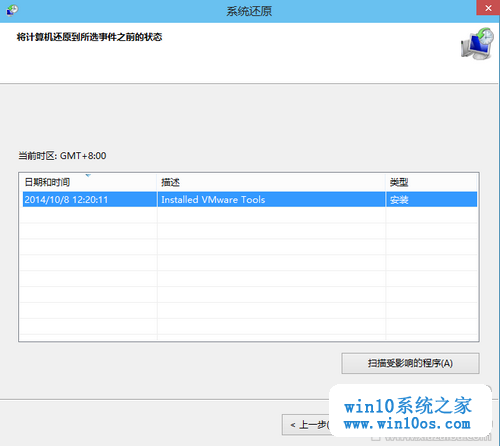 系统还原
将计算机还原到所选事件之前的状态
当前时区: GMT+8:00
日期和时间 描述 类型
2014/10/8 12:20:11 Installed VMware Tools 安装
扫描受影响的程序(A)
< 上一步(
win10系统之家
www.win10os.com